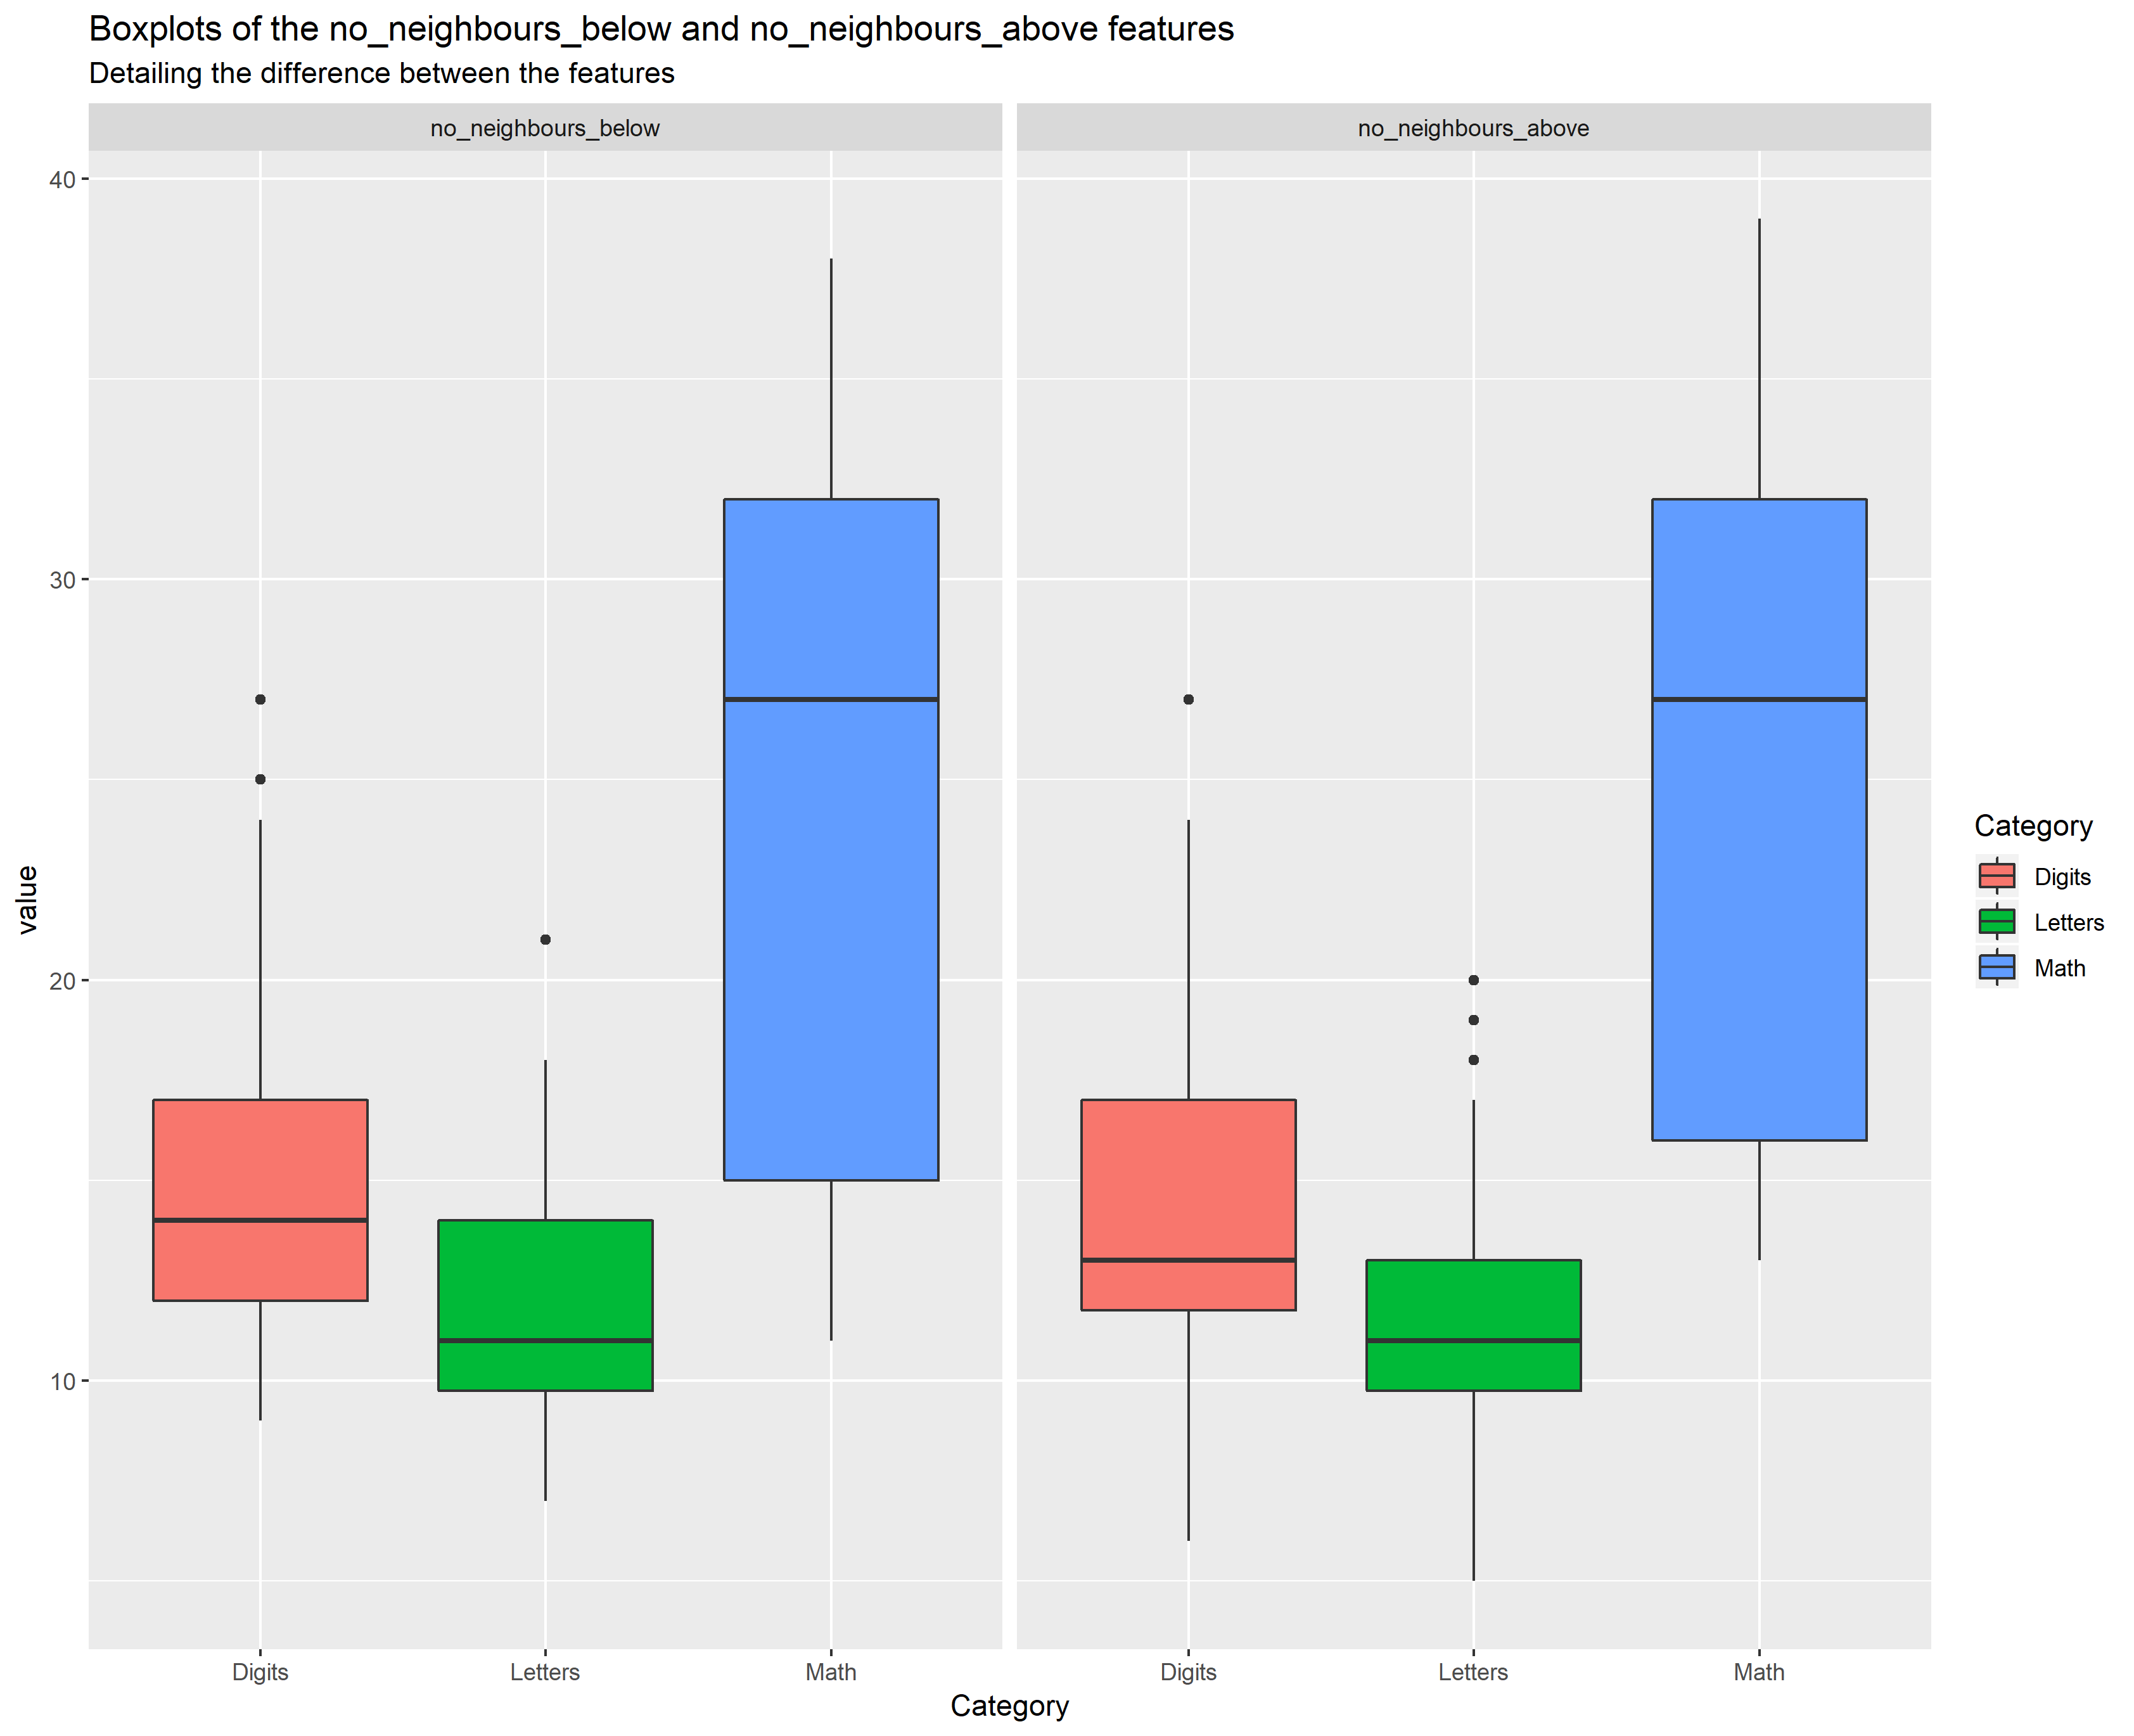 Boxplots of the no_neighbours_below and no_neighbours_above features
Detailing the difference between the features
no_neighbours_below
no_neighbours_above
40
30
20
10
value
Digits
Letters
Math
Digits
Letters
Math
Category
Category
Digits
Letters
Math